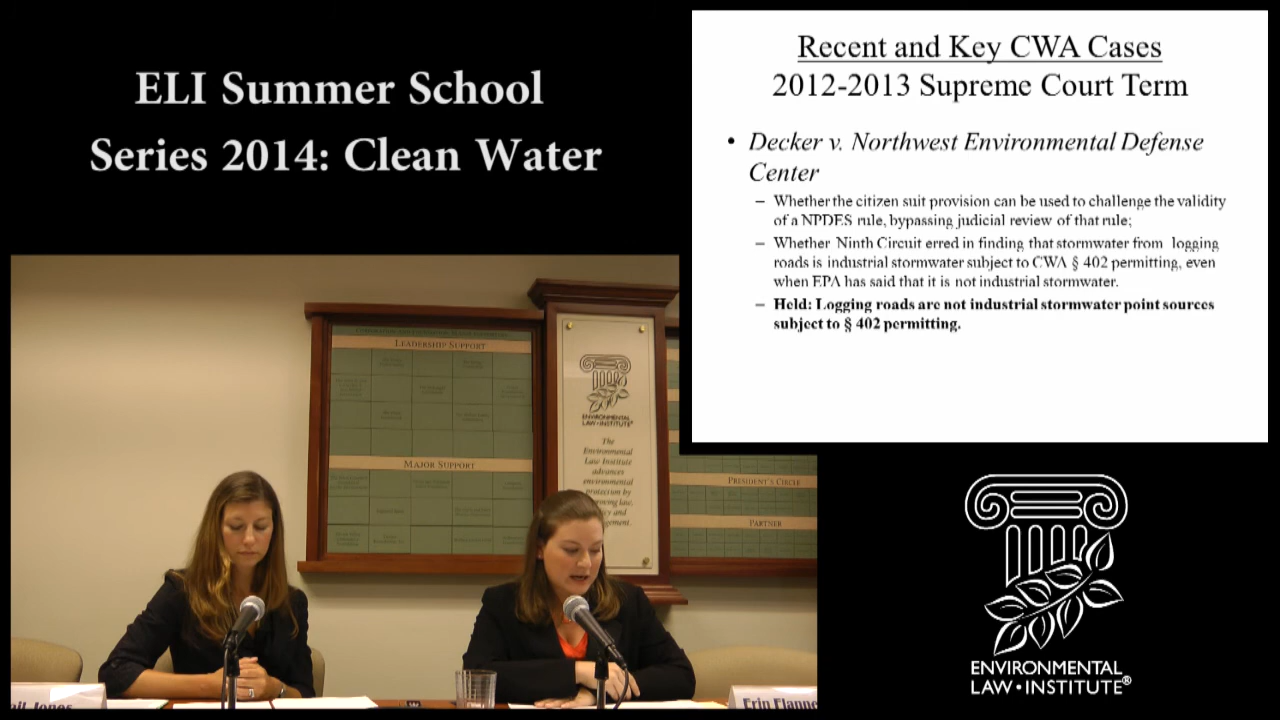 ELI Summer School
Series 2014: Clean Water
Recent and Key CWA Cases
2012-2013 Supreme Court Term
• Decker v. Northwest Environmental Defense
Center
– Whether the citizen suit provision can be used to challenge the validity
of a NPDES rule, bypassing judicial review of that rule;
– Whether Ninth Circuit erred in finding that stormwater from logging
roads is industrial stormwater subject to CWA § 402 permitting, even
when EPA has said that it is not industrial stormwater.
– Held: Logging roads are not industrial stormwater point sources
subject to § 402 permitting.
LEADERSHIP SUPPORT
MAJOR SUPPORT
ENVIRONMENTAL
LAW•INSTITUTE®
The
Environmental
Law Institute
advances
environmental
protection by
PRESIDENT'S CIRCLE
PARTNER
Jones
Erin
ENVIRONMENTAL
LAW•INSTITUTE®